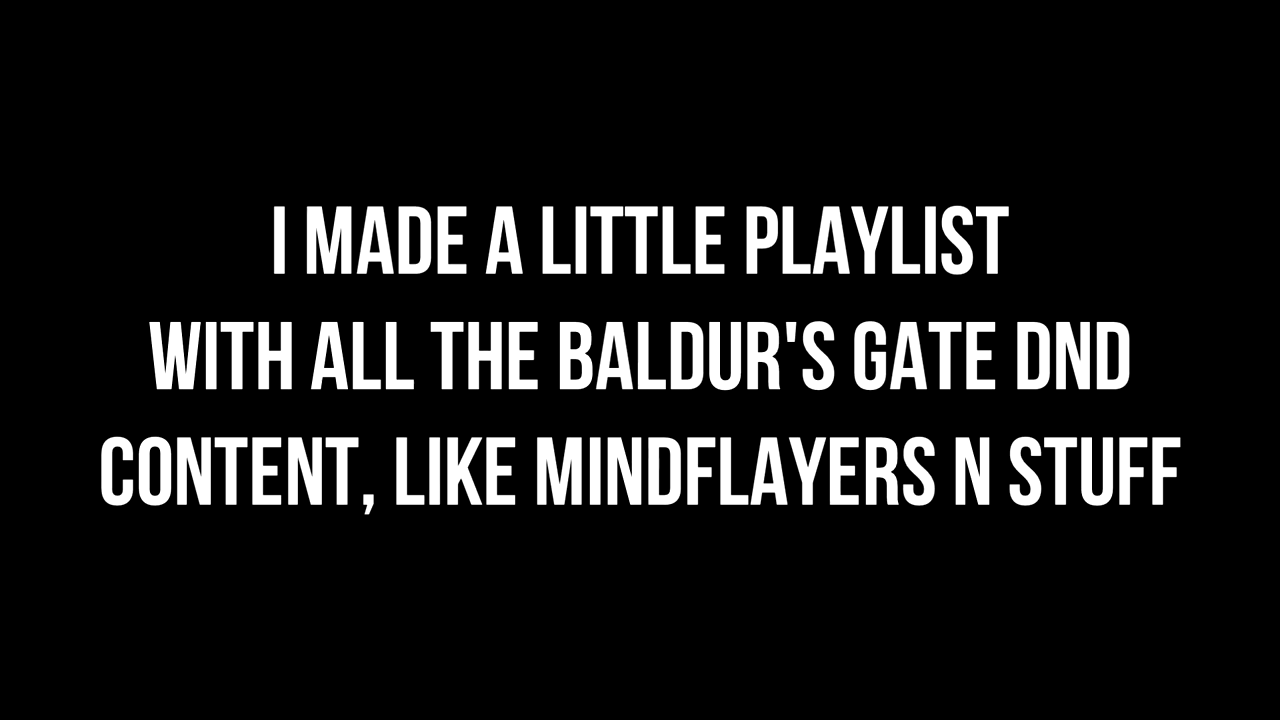 I MADE A LITTLE PLAYLIST
WITH ALL THE BALDUR'S GATE DND
CONTENT, LIKE MINDFLAYERS N STUFF